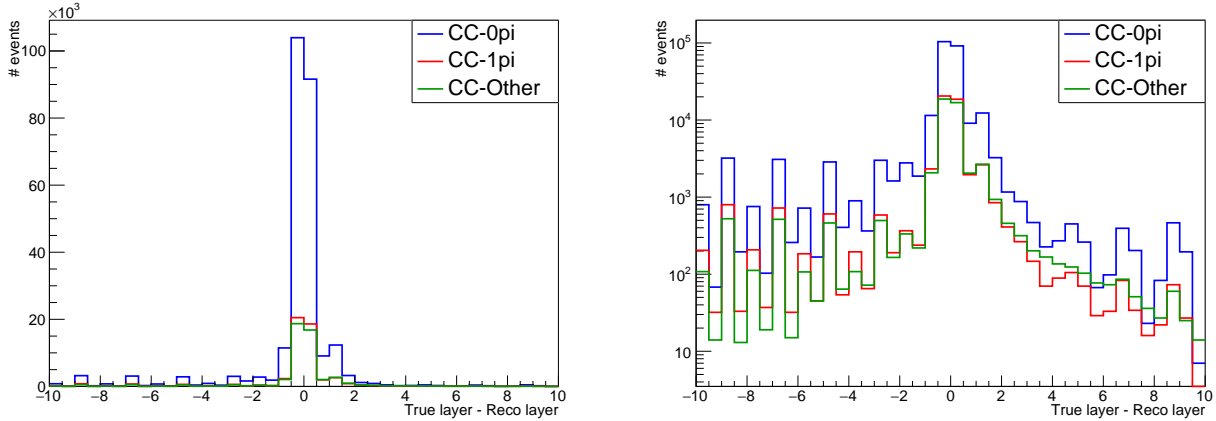 ×10³
# events
100
80
60
40
20
0
−10 −8 −6 −4 −2 0 2 4 6 8 10
True layer - Reco layer
CC-0pi
CC-1pi
CC-Other
# events
10⁵
10⁴
10³
10²
10
−10 −8 −6 −4 −2 0 2 4 6 8 10
True layer - Reco layer
CC-0pi
CC-1pi
CC-Other